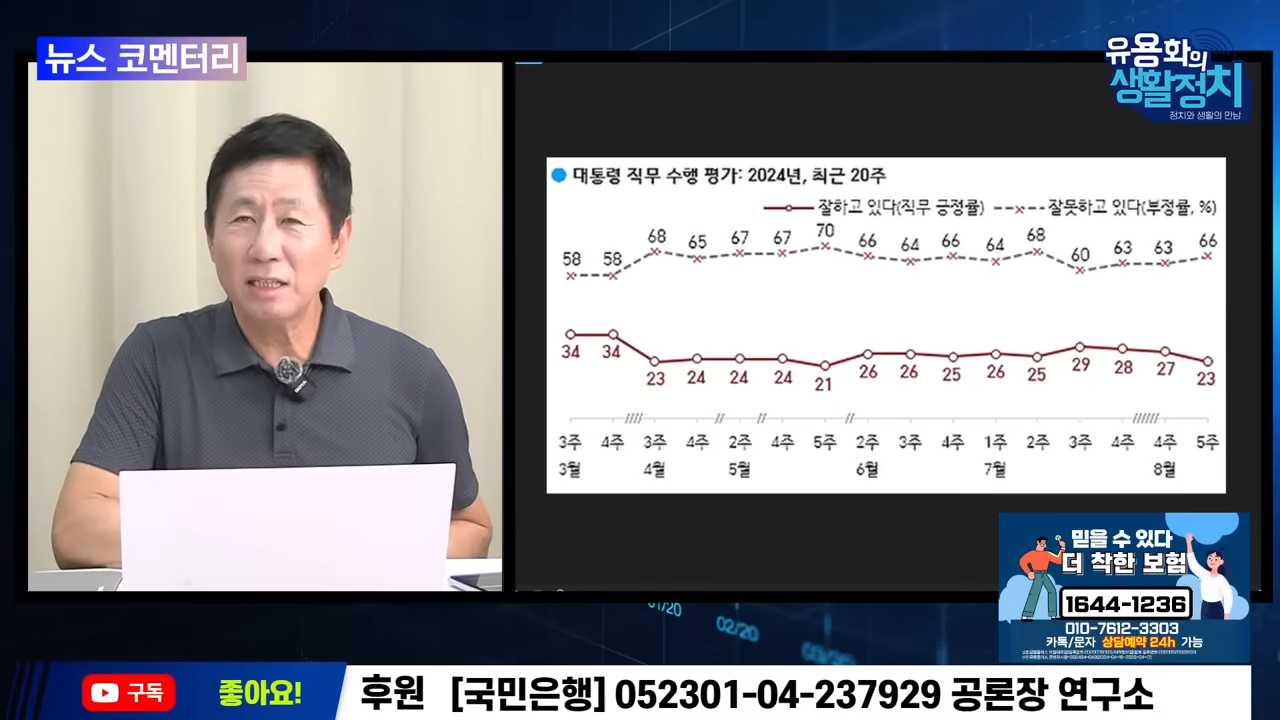 뉴스 코멘터리
유용화의
생활정치
정치와 생활의 만남
대통령 직무 수행 평가: 2024년, 최근 20주
잘하고 있다(직무 긍정률) 잘못하고 있다(부정률, %)
58 58 68 65 67 67 70 66 64 66 64 68 60 63 63 66
34 34 23 24 24 24 21 26 26 25 26 25 29 28 27 23
3주 4주 3주 4주 2주 4주 5주 2주 3주 4주 1주 2주 3주 4주 4주 5주
3월 4월 5월 6월 7월 8월
믿을 수 있다
더 착한 보험
1644-1236
010-7612-3303
카톡/문자 상담예약 24h 가능
01/20
02/20
구독 좋아요! 후원 [국민은행] 052301-04-237929 공론장 연구소